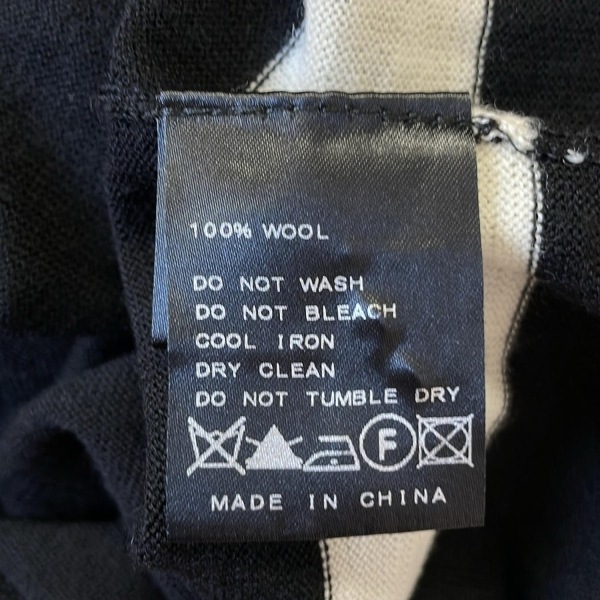 100% WOOL
DO NOT WASH
DO NOT BLEACH
COOL IRON
DRY CLEAN
DO NOT TUMBLE DRY
F
MADE IN CHINA